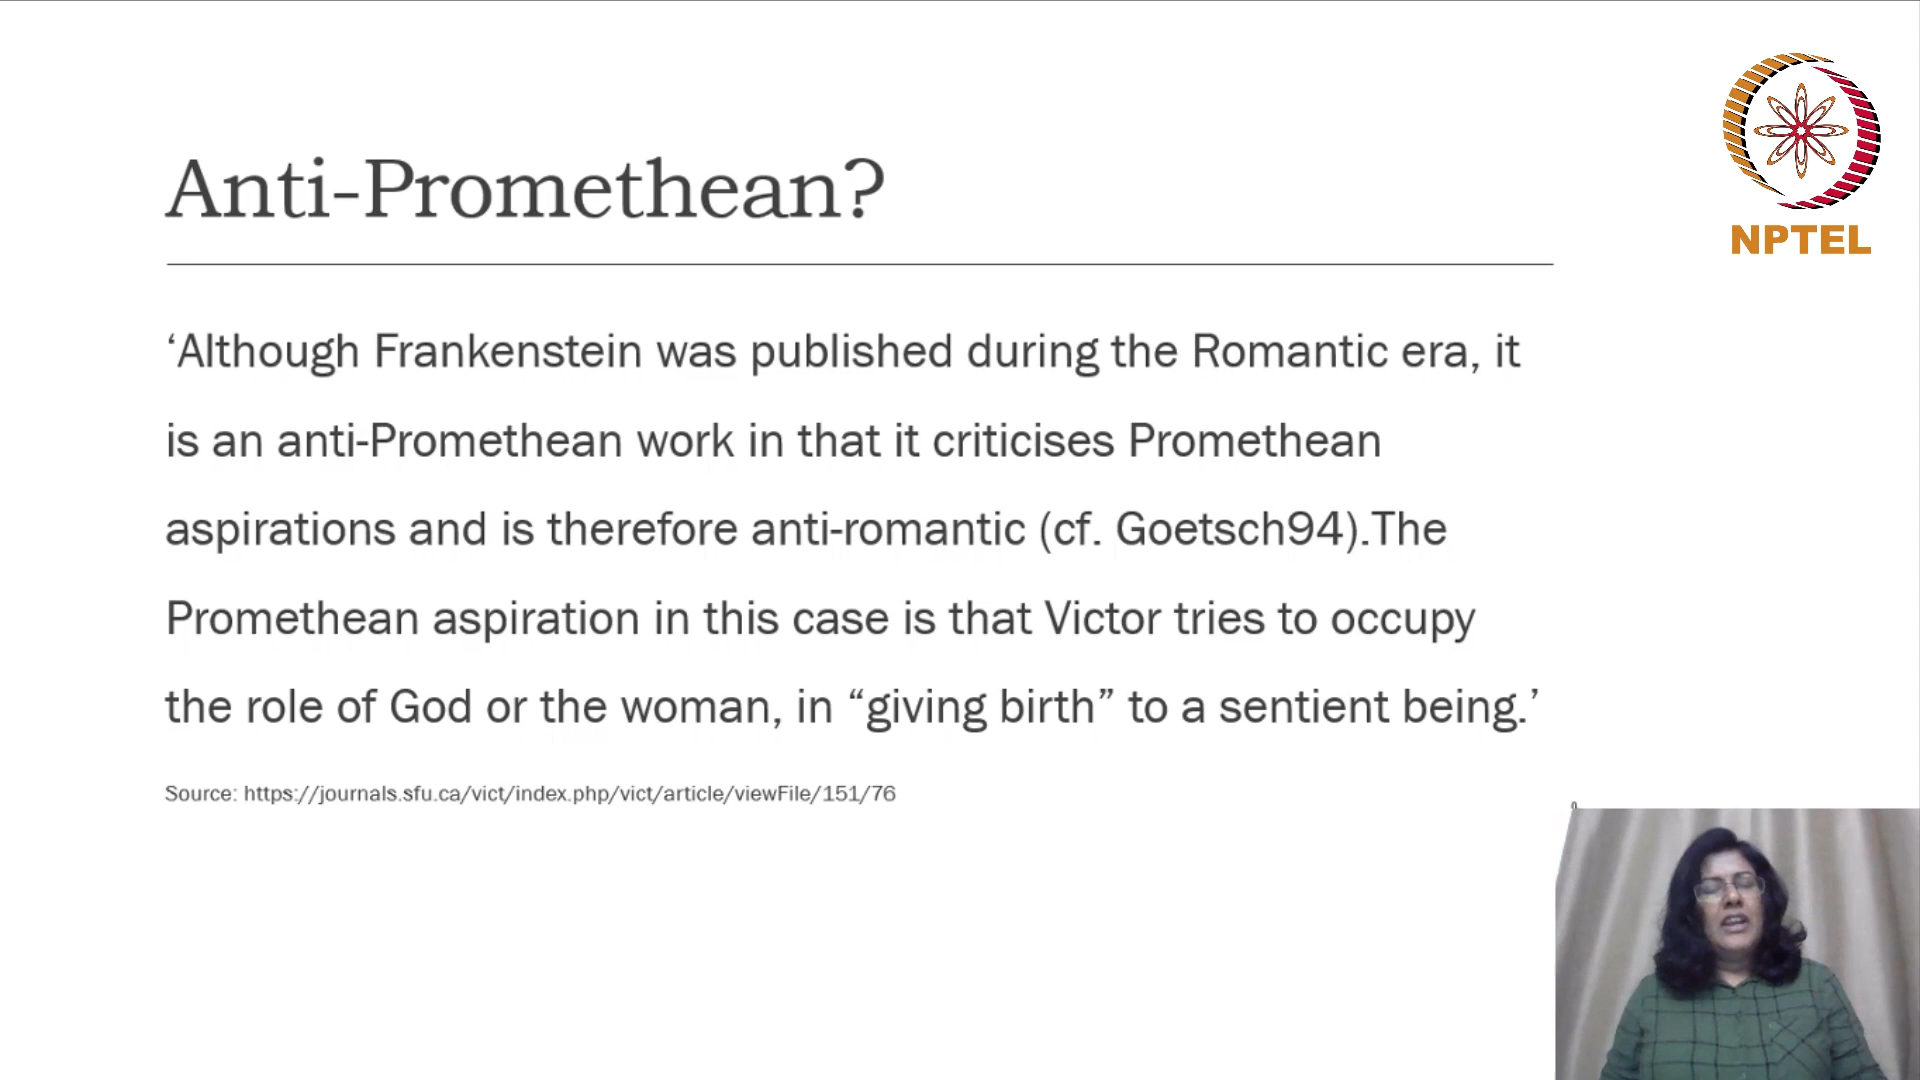 Anti-Promethean?
NPTEL
‘Although Frankenstein was published during the Romantic era, it
is an anti-Promethean work in that it criticises Promethean
aspirations and is therefore anti-romantic (cf. Goetsch94).The
Promethean aspiration in this case is that Victor tries to occupy
the role of God or the woman, in “giving birth” to a sentient being.’
Source: https://journals.sfu.ca/vict/index.php/vict/article/viewFile/151/76